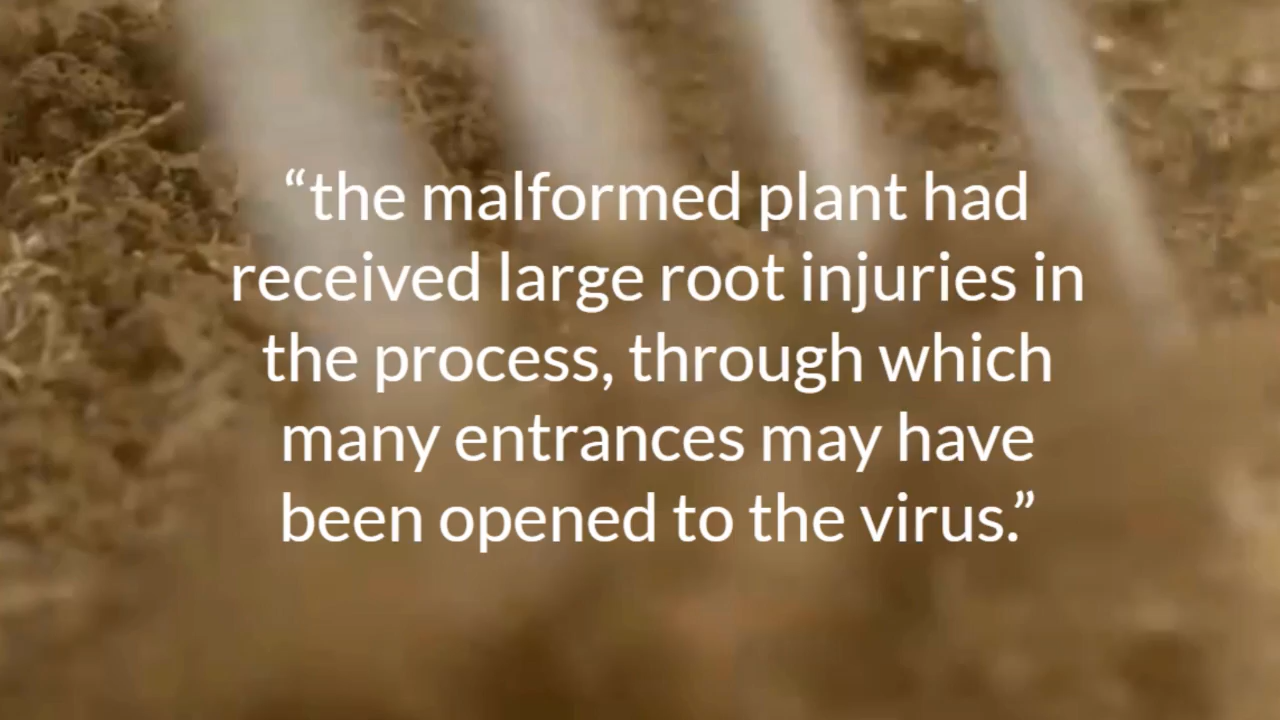 “the malformed plant had
received large root injuries in
the process, through which
many entrances may have
been opened to the virus.”